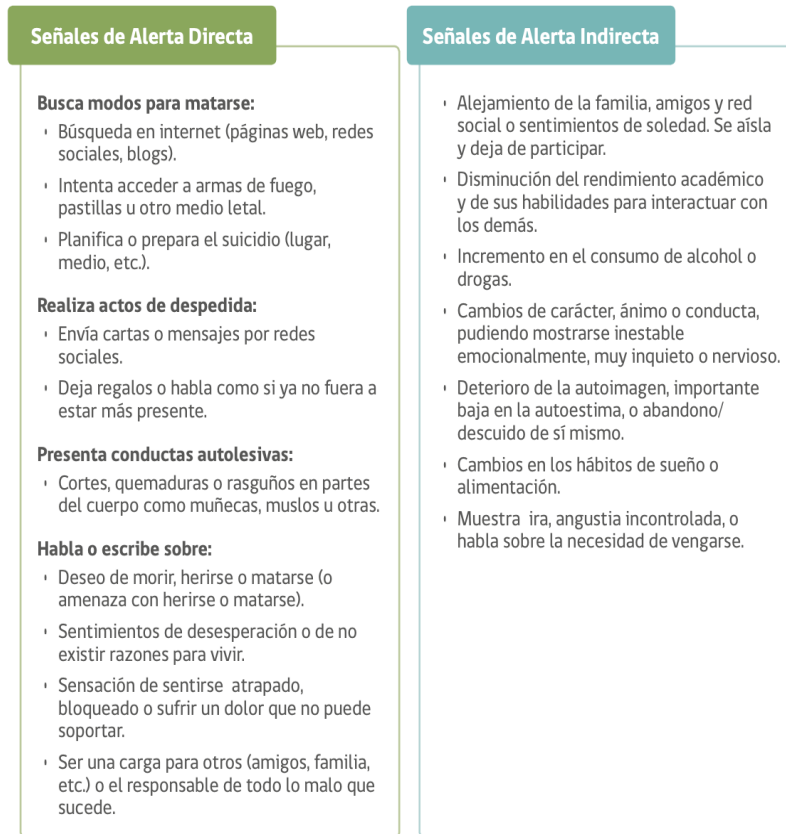 Señales de Alerta Directa
Busca modos para matarse:
Búsqueda en internet (páginas web, redes
sociales, blogs).
Intenta acceder a armas de fuego,
pastillas u otro medio letal.
Planifica o prepara el suicidio (lugar,
medio, etc.).
Realiza actos de despedida:
Envía cartas o mensajes por redes
sociales.
Deja regalos o habla como si ya no fuera a
estar más presente.
Presenta conductas autolesivas:
Cortes, quemaduras o rasguños en partes
del cuerpo como muñecas, muslos u otras.
Habla o escribe sobre:
Deseo de morir, herirse o matarse (o
amenaza con herirse o matarse).
Sentimientos de desesperación o de no
existir razones para vivir.
Sensación de sentirse atrapado,
bloqueado o sufrir un dolor que no puede
soportar.
Ser una carga para otros (amigos, familia,
etc.) o el responsable de todo lo malo que
sucede.
Señales de Alerta Indirecta
Alejamiento de la familia, amigos y red
social o sentimientos de soledad. Se aísla
y deja de participar.
Disminución del rendimiento académico
y de sus habilidades para interactuar con
los demás.
Incremento en el consumo de alcohol o
drogas.
Cambios de carácter, ánimo o conducta,
pudiendo mostrarse inestable
emocionalmente, muy inquieto o nervioso.
Deterioro de la autoimagen, importante
baja en la autoestima, o abandono/
descuido de sí mismo.
Cambios en los hábitos de sueño o
alimentación.
Muestra ira, angustia incontrolada, o
habla sobre la necesidad de vengarse.